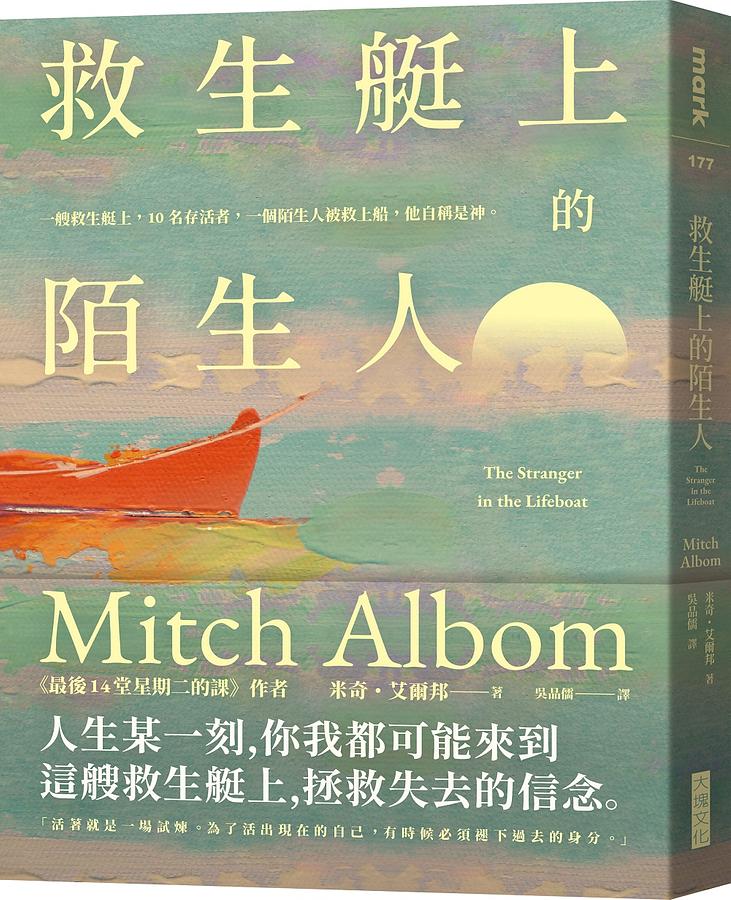 救生艇上
的
一艘救生艇上，10 名存活者，一個陌生人被救上船，他自稱是神。
陌生人
The Stranger
in the Lifeboat
Mitch Albom
《最後14堂星期二的課》作者 米奇・艾爾邦——著 吳品儒——譯
人生某一刻，你我都可能來到
這艘救生艇上，拯救失去的信念。
「活著就是一場試煉。為了活出現在的自己，有時候必須褪下過去的身分。」
mark
177
救生艇上的陌生人
The
Stranger
in the
Lifeboat
Mitch
Albom
米奇・艾爾邦 著
吳品儒 譯
大塊文化